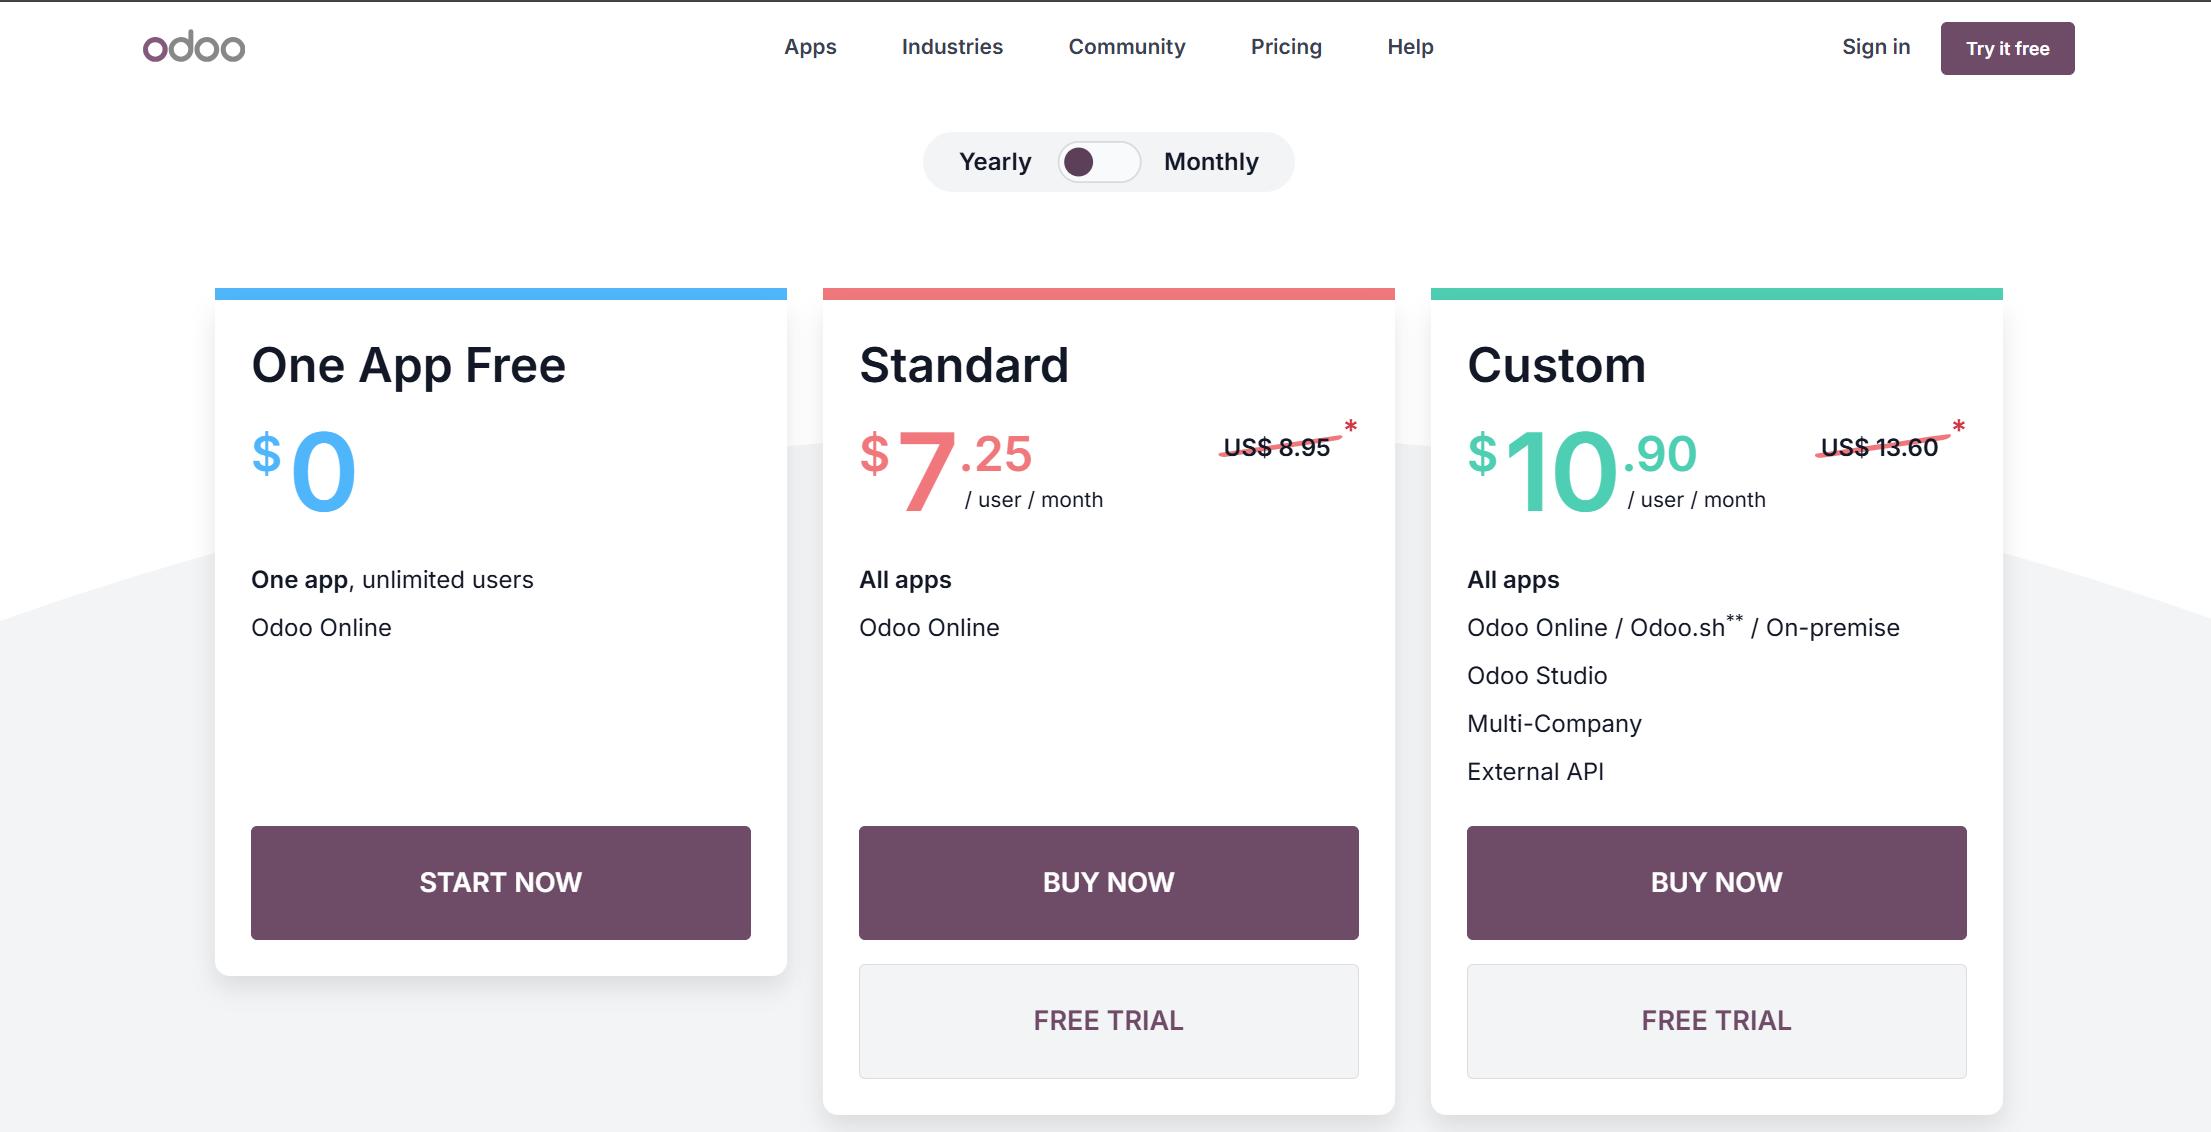 odoo
Apps Industries Community Pricing Help
Sign in
Try it free
Yearly Monthly
One App Free
$ 0
One app, unlimited users
Odoo Online
START NOW
Standard
$ 7.25 / user / month
US$ 8.95 *
All apps
Odoo Online
BUY NOW
FREE TRIAL
Custom
$ 10.90 / user / month
US$ 13.60 *
All apps
Odoo Online / Odoo.sh** / On-premise
Odoo Studio
Multi-Company
External API
BUY NOW
FREE TRIAL